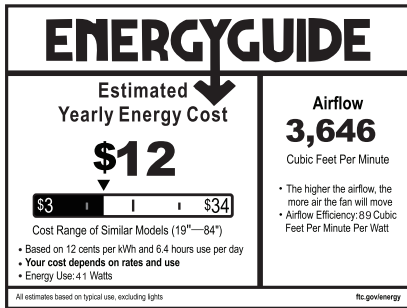 ENERGYGUIDE
Estimated
Yearly Energy Cost
$12
$3 $34
Cost Range of Similar Models (19"—84")
• Based on 12 cents per kWh and 6.4 hours use per day
• Your cost depends on rates and use
• Energy Use: 41 Watts
Airflow
3,646
Cubic Feet Per Minute
• The higher the airflow, the
more air the fan will move
• Airflow Efficiency: 89 Cubic
Feet Per Minute Per Watt
All estimates based on typical use, excluding lights
ftc.gov/energy